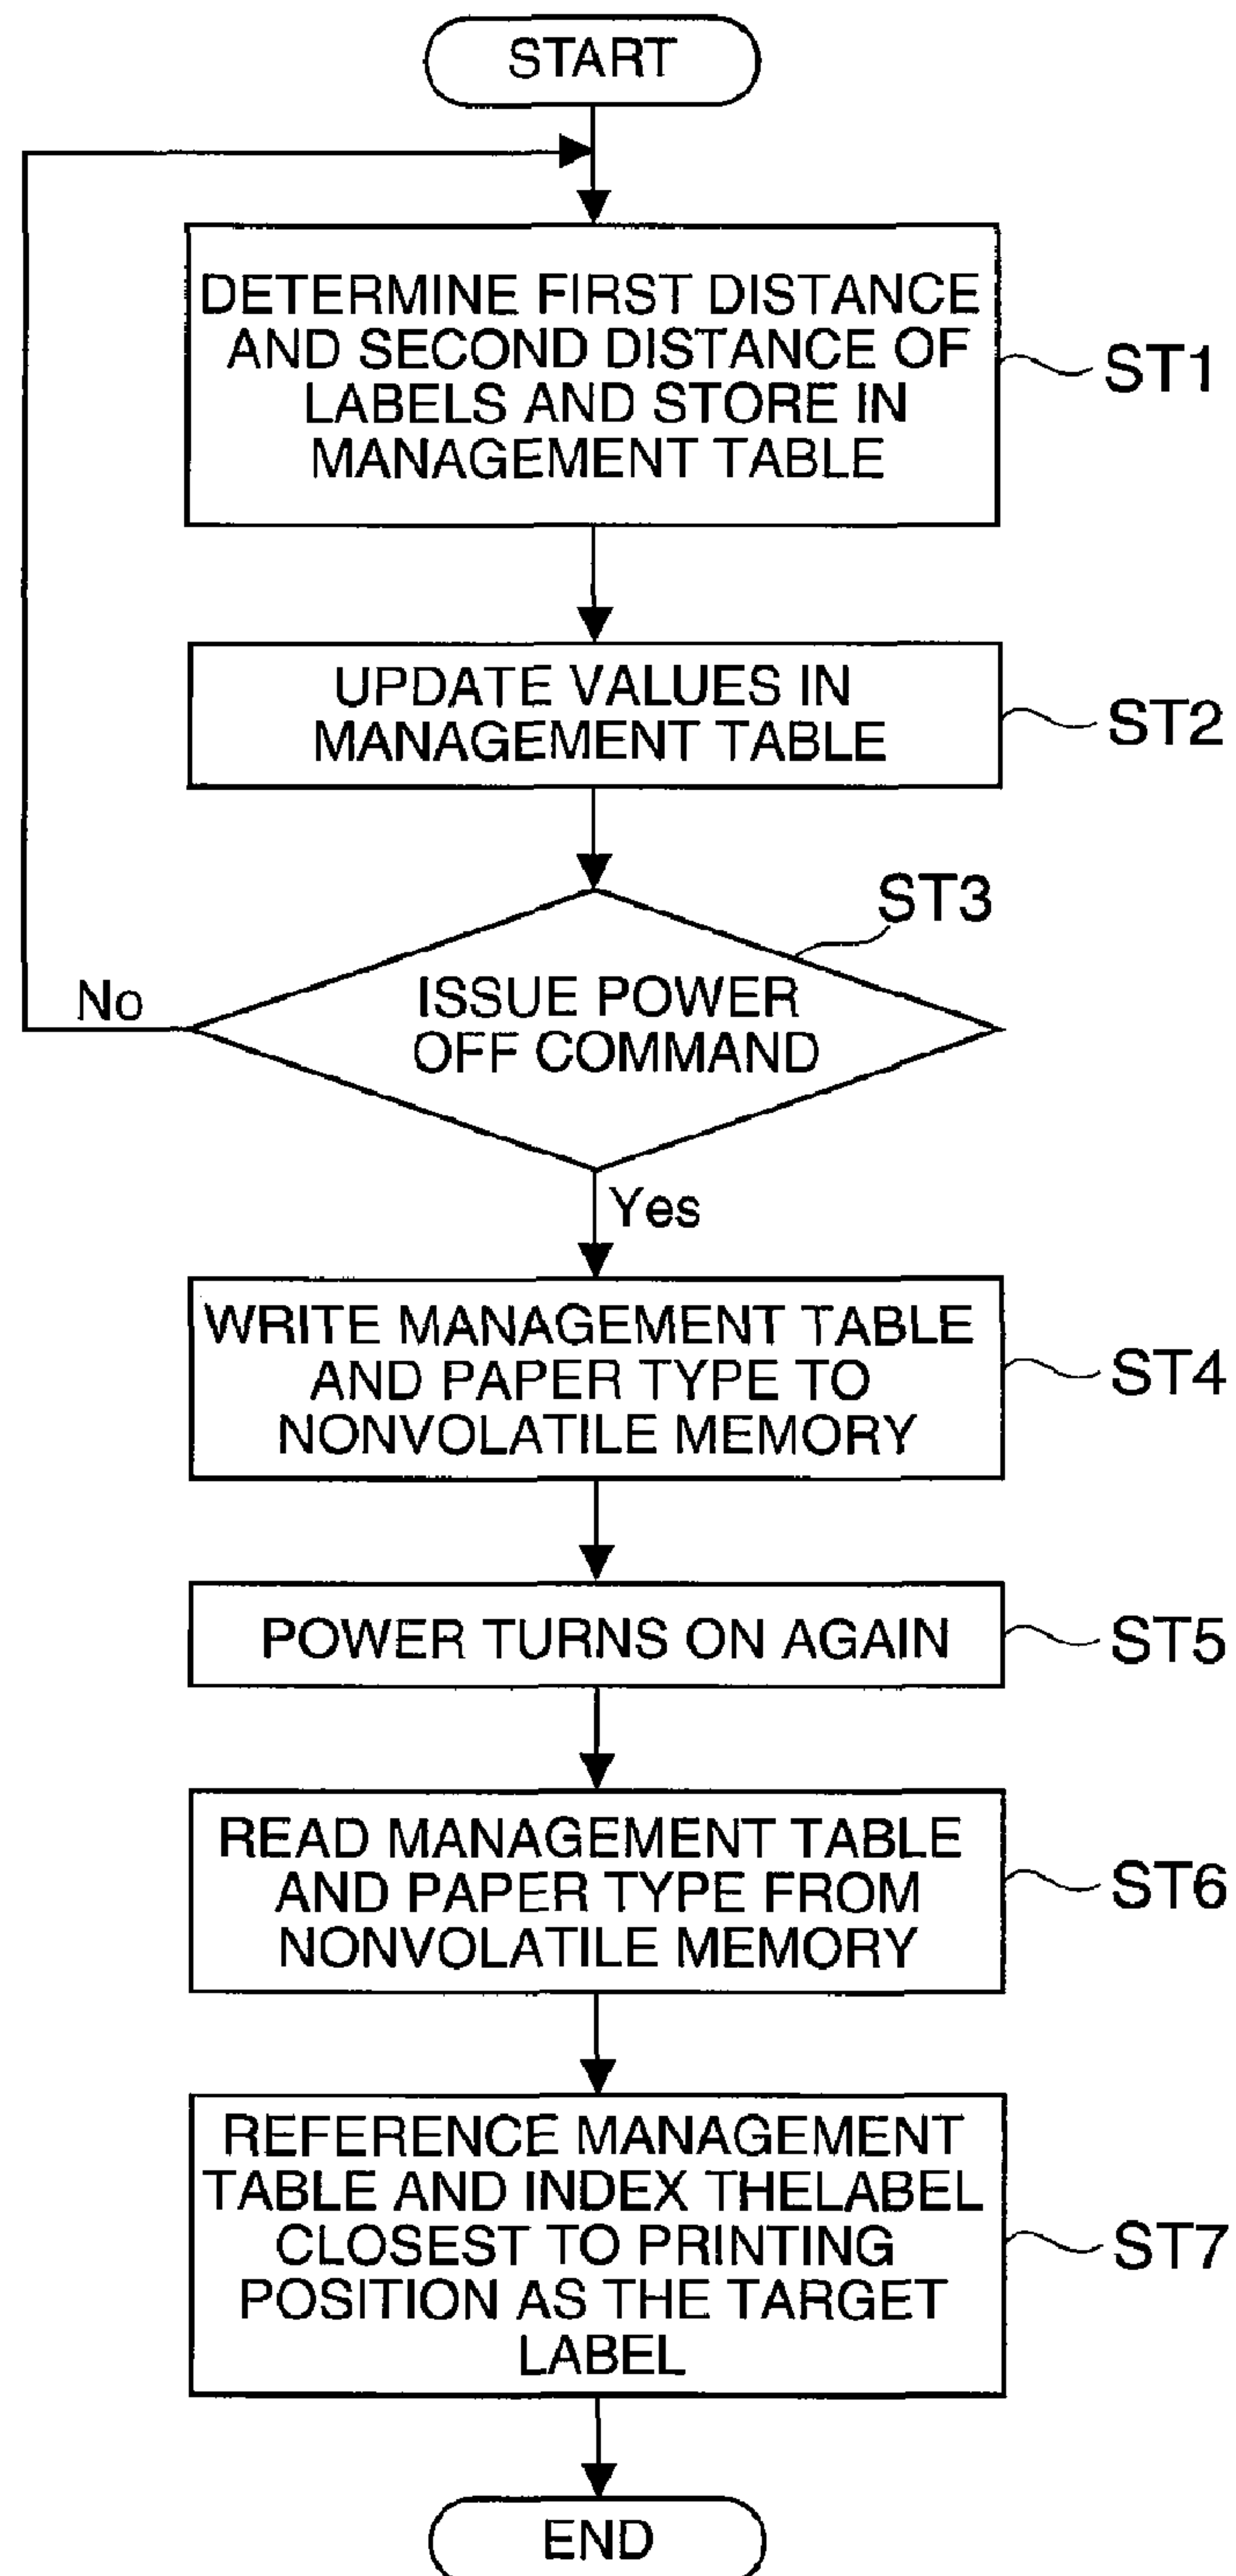 START
DETERMINE FIRST DISTANCE
AND SECOND DISTANCE OF
LABELS AND STORE IN
MANAGEMENT TABLE
ST1
UPDATE VALUES IN
MANAGEMENT TABLE
ST2
ST3
ISSUE POWER
OFF COMMAND
No
Yes
WRITE MANAGEMENT TABLE
AND PAPER TYPE TO
NONVOLATILE MEMORY
ST4
POWER TURNS ON AGAIN
ST5
READ MANAGEMENT TABLE
AND PAPER TYPE FROM
NONVOLATILE MEMORY
ST6
REFERENCE MANAGEMENT
TABLE AND INDEX THELABEL
CLOSEST TO PRINTING
POSITION AS THE TARGET
LABEL
ST7
END